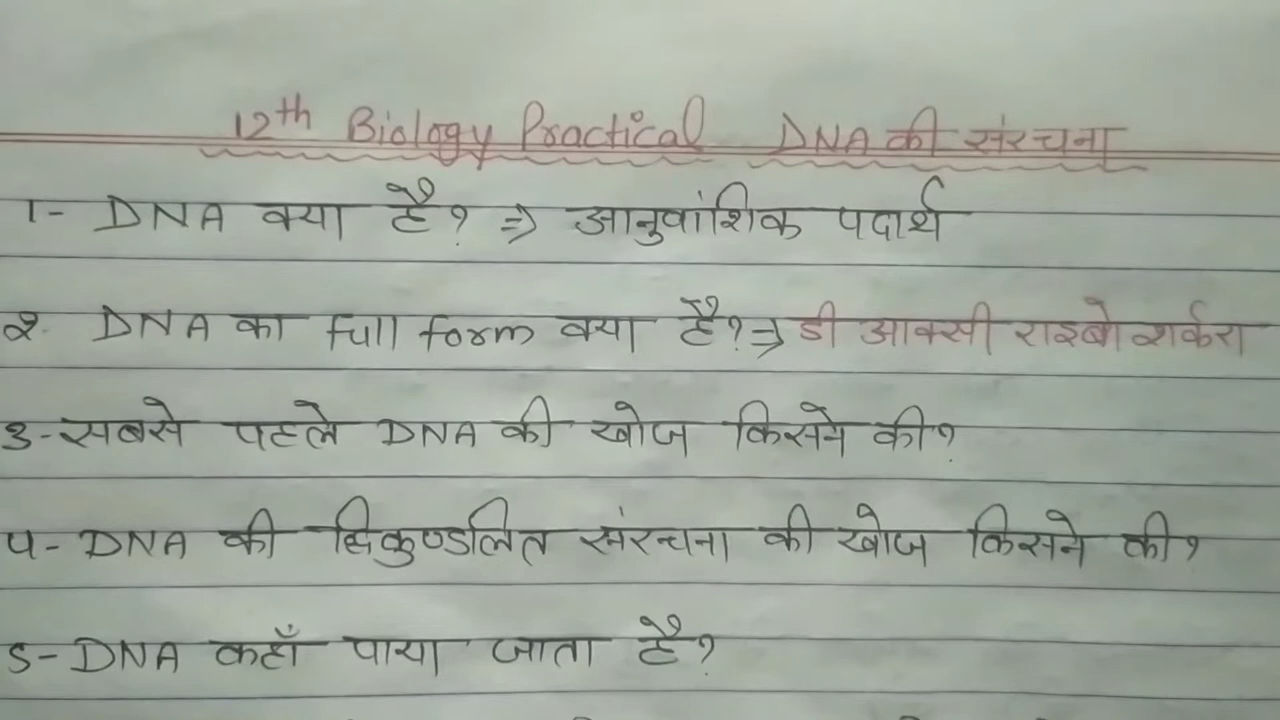 12th Biology Practical DNA की संरचना
1- DNA क्या है? ⇒ आनुवांशिक पदार्थ
2. DNA का full form क्या है? ⇒ डी आक्सी राइबो शर्करा
3- सबसे पहले DNA की खोज किसने की?
4- DNA की द्विकुण्डलित संरचना की खोज किसने की?
5- DNA कहाँ पाया जाता है?